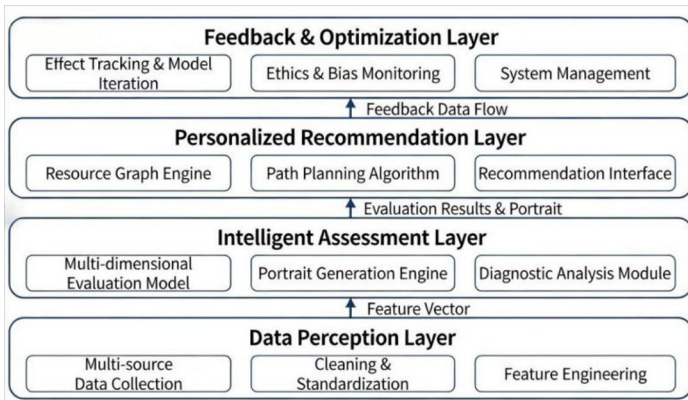 Feedback & Optimization Layer
Effect Tracking & Model
Iteration
Ethics & Bias Monitoring
System Management
Feedback Data Flow
Personalized Recommendation Layer
Resource Graph Engine
Path Planning Algorithm
Recommendation Interface
Evaluation Results & Portrait
Intelligent Assessment Layer
Multi-dimensional
Evaluation Model
Portrait Generation Engine
Diagnostic Analysis Module
Feature Vector
Data Perception Layer
Multi-source
Data Collection
Cleaning &
Standardization
Feature Engineering